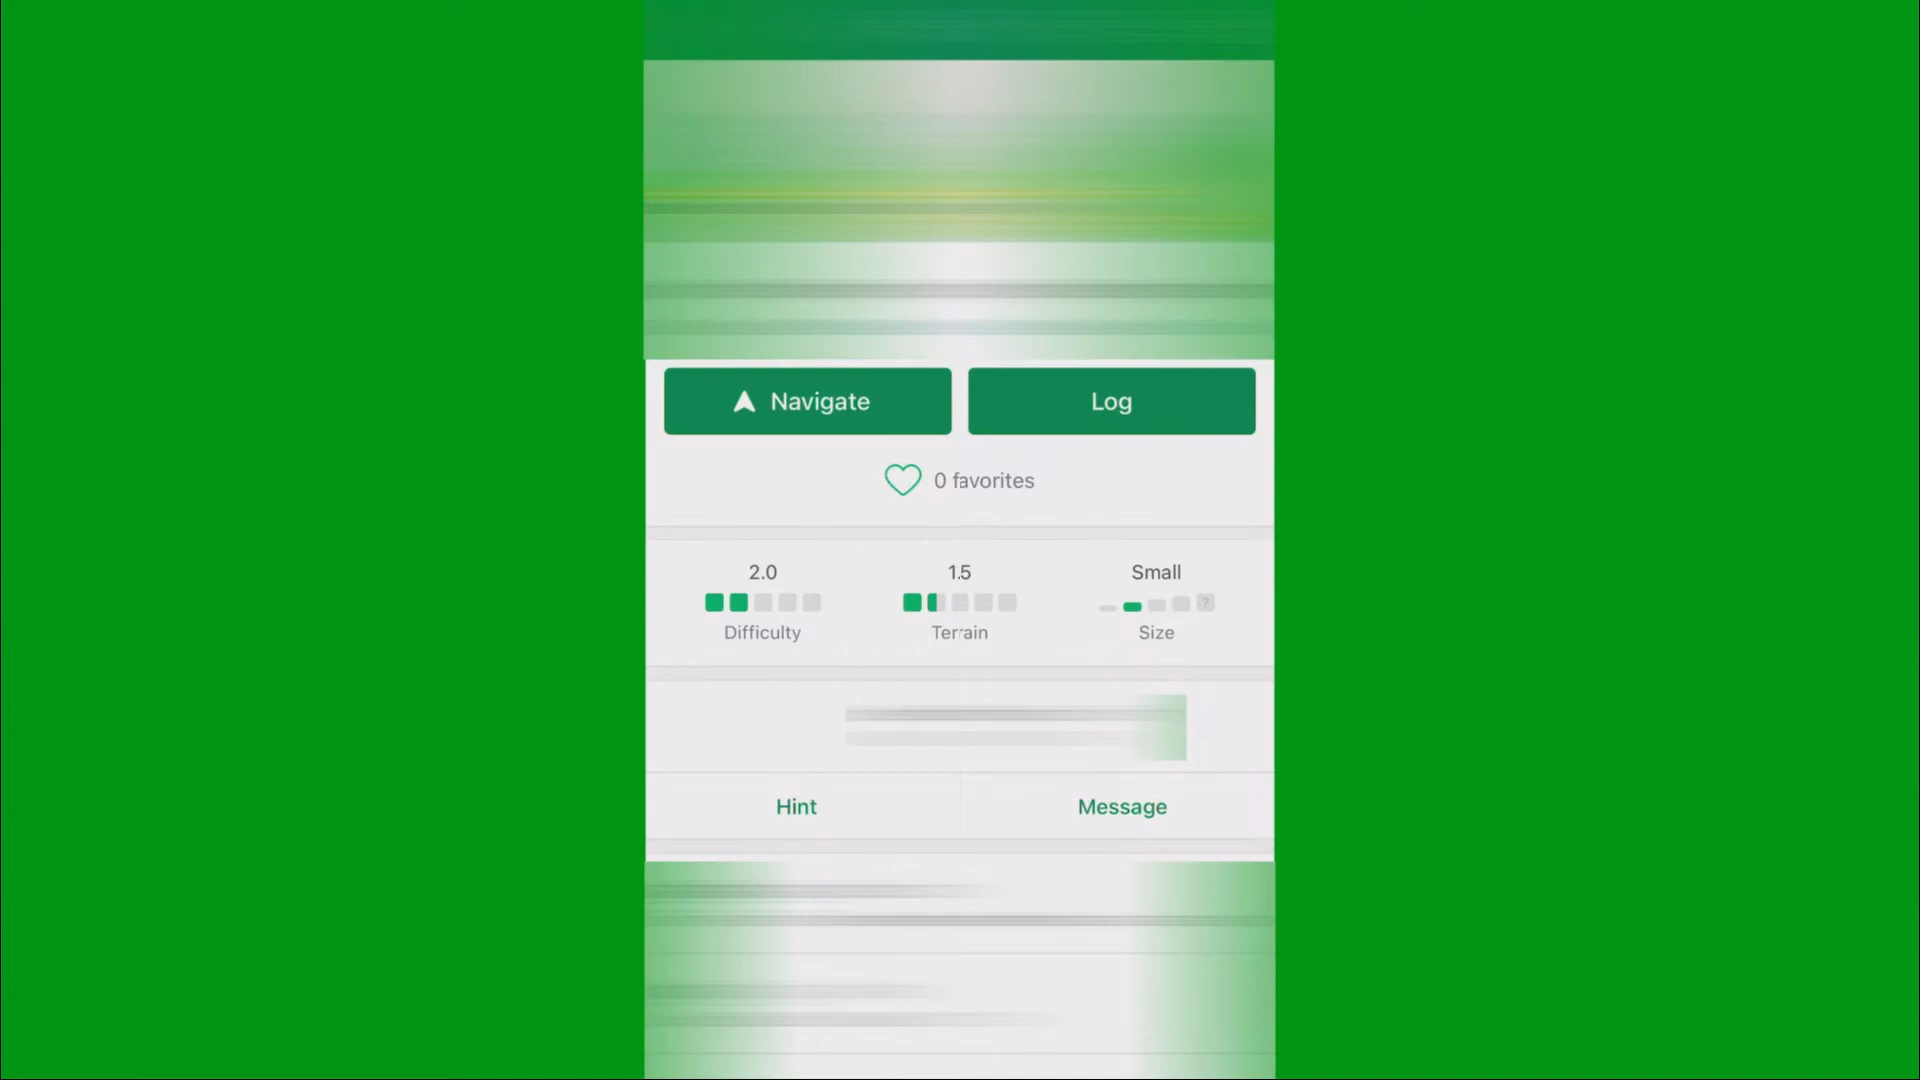 Navigate
Log
0 favorites
2.0
1.5
Small
?
Difficulty
Terrain
Size
Hint
Message